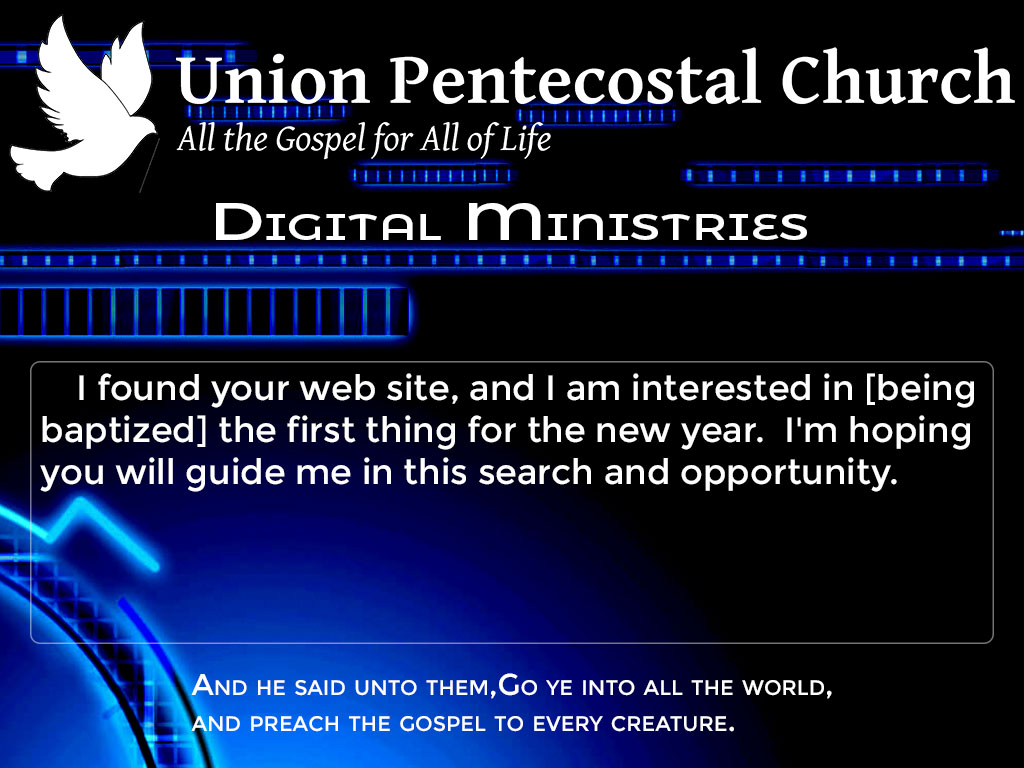 Union Pentecostal Church
All the Gospel for All of Life
Digital Ministries
I found your web site, and I am interested in [being
baptized] the first thing for the new year.  I'm hoping
you will guide me in this search and opportunity.
And he said unto them,Go ye into all the world,
and preach the gospel to every creature.